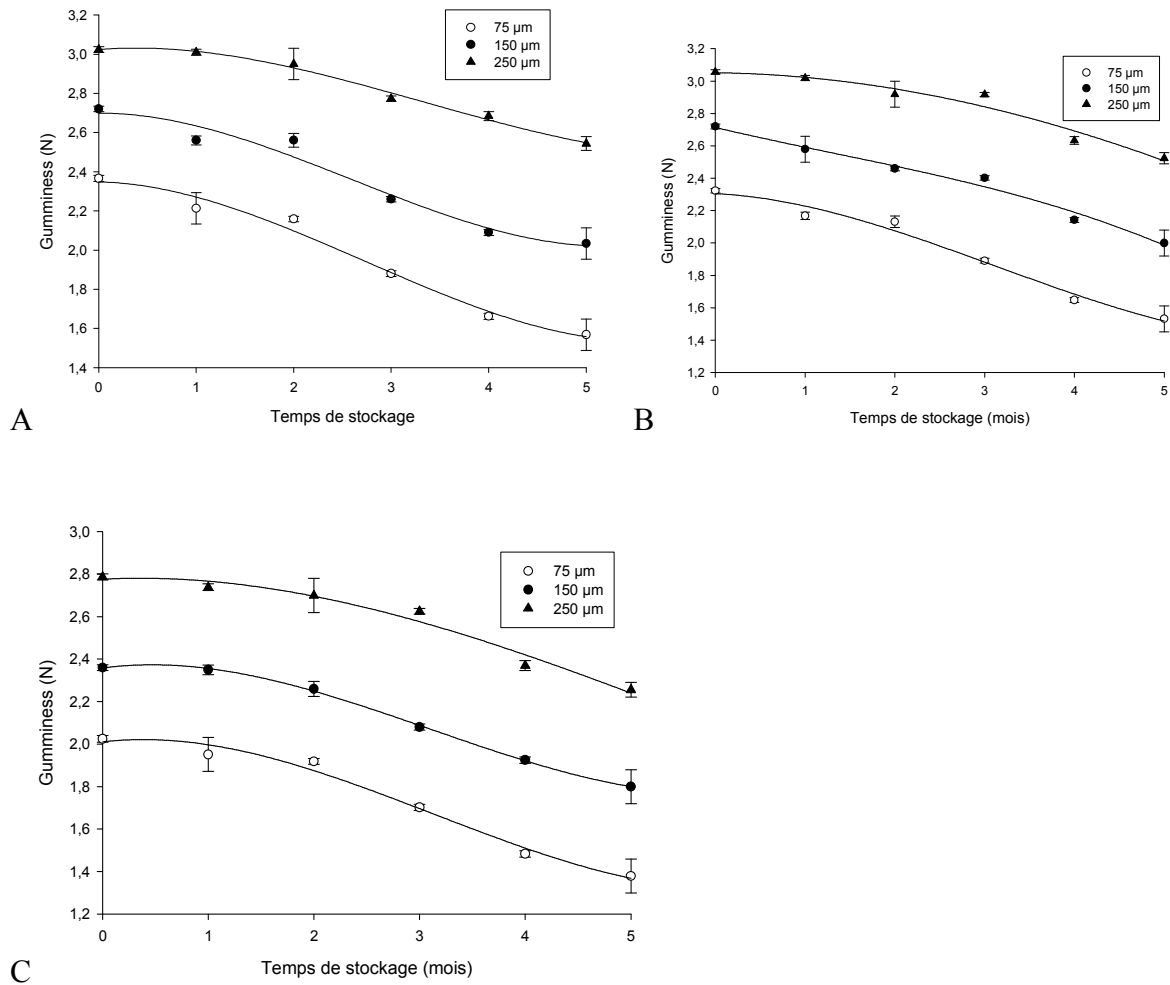 3,2
3,0
2,8
2,6
2,4
2,2
2,0
1,8
1,6
1,4
Gumminess (N)
0 1 2 3 4 5
Temps de stockage
75 µm
150 µm
250 µm
A
3,2
3,0
2,8
2,6
2,4
2,2
2,0
1,8
1,6
1,4
1,2
Gumminess (N)
0 1 2 3 4 5
Temps de stockage (mois)
75 µm
150 µm
250 µm
B
3,0
2,8
2,6
2,4
2,2
2,0
1,8
1,6
1,4
1,2
Gumminess (N)
0 1 2 3 4 5
Temps de stockage (mois)
75 µm
150 µm
250 µm
C